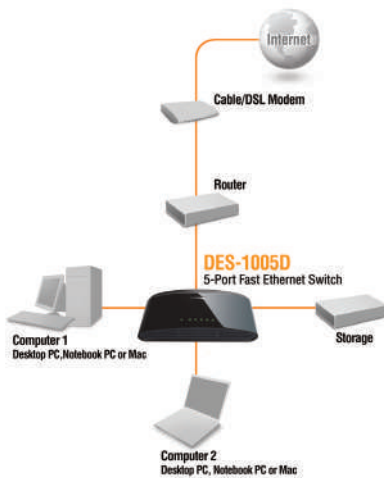 Internet
Cable/DSL Modem
Router
DES-1005D
5-Port Fast Ethernet Switch
Computer 1
Desktop PC,Notebook PC or Mac
Storage
Computer 2
Desktop PC, Notebook PC or Mac